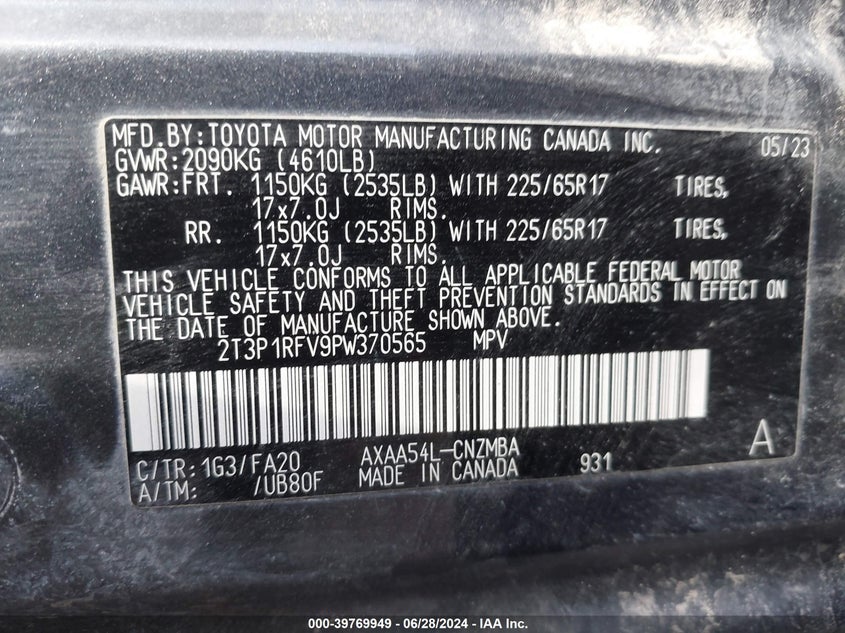 MFD.BY:TOYOTA MOTOR MANUFACTURING CANADA INC. 05/23
GVWR:2090KG (4610LB)
GAWR:FRT. 1150KG (2535LB) WITH 225/65R17 TIRES,
17x7.0J RIMS.
RR. 1150KG (2535LB) WITH 225/65R17 TIRES,
17x7.0J RIMS.
THIS VEHICLE CONFORMS TO ALL APPLICABLE FEDERAL MOTOR
VEHICLE SAFETY AND THEFT PREVENTION STANDARDS IN EFFECT ON
THE DATE OF MANUFACTURE SHOWN ABOVE.
2T3P1RFV9PW370565 MPV
C/TR:1G3/FA20 AXAA54L-CNZMBA A
A/TM: /UB80F MADE IN CANADA 931
000-39769949 - 06/28/2024 - IAA Inc.